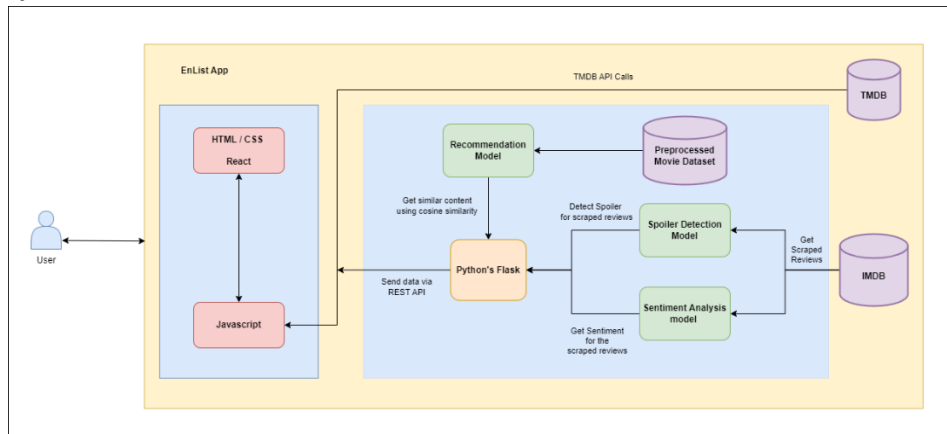 EnList App
TMDB API Calls
TMDB
HTML / CSS
React
Recommendation
Model
Preprocessed
Movie Dataset
Get similar content
using cosine similarity
Detect Spoiler
for scraped reviews
Spoiler Detection
Model
Get
Scraped
Reviews
User
Python's Flask
IMDB
Send data via
REST API
Javascript
Sentiment Analysis
model
Get Sentiment
for the
scraped reviews